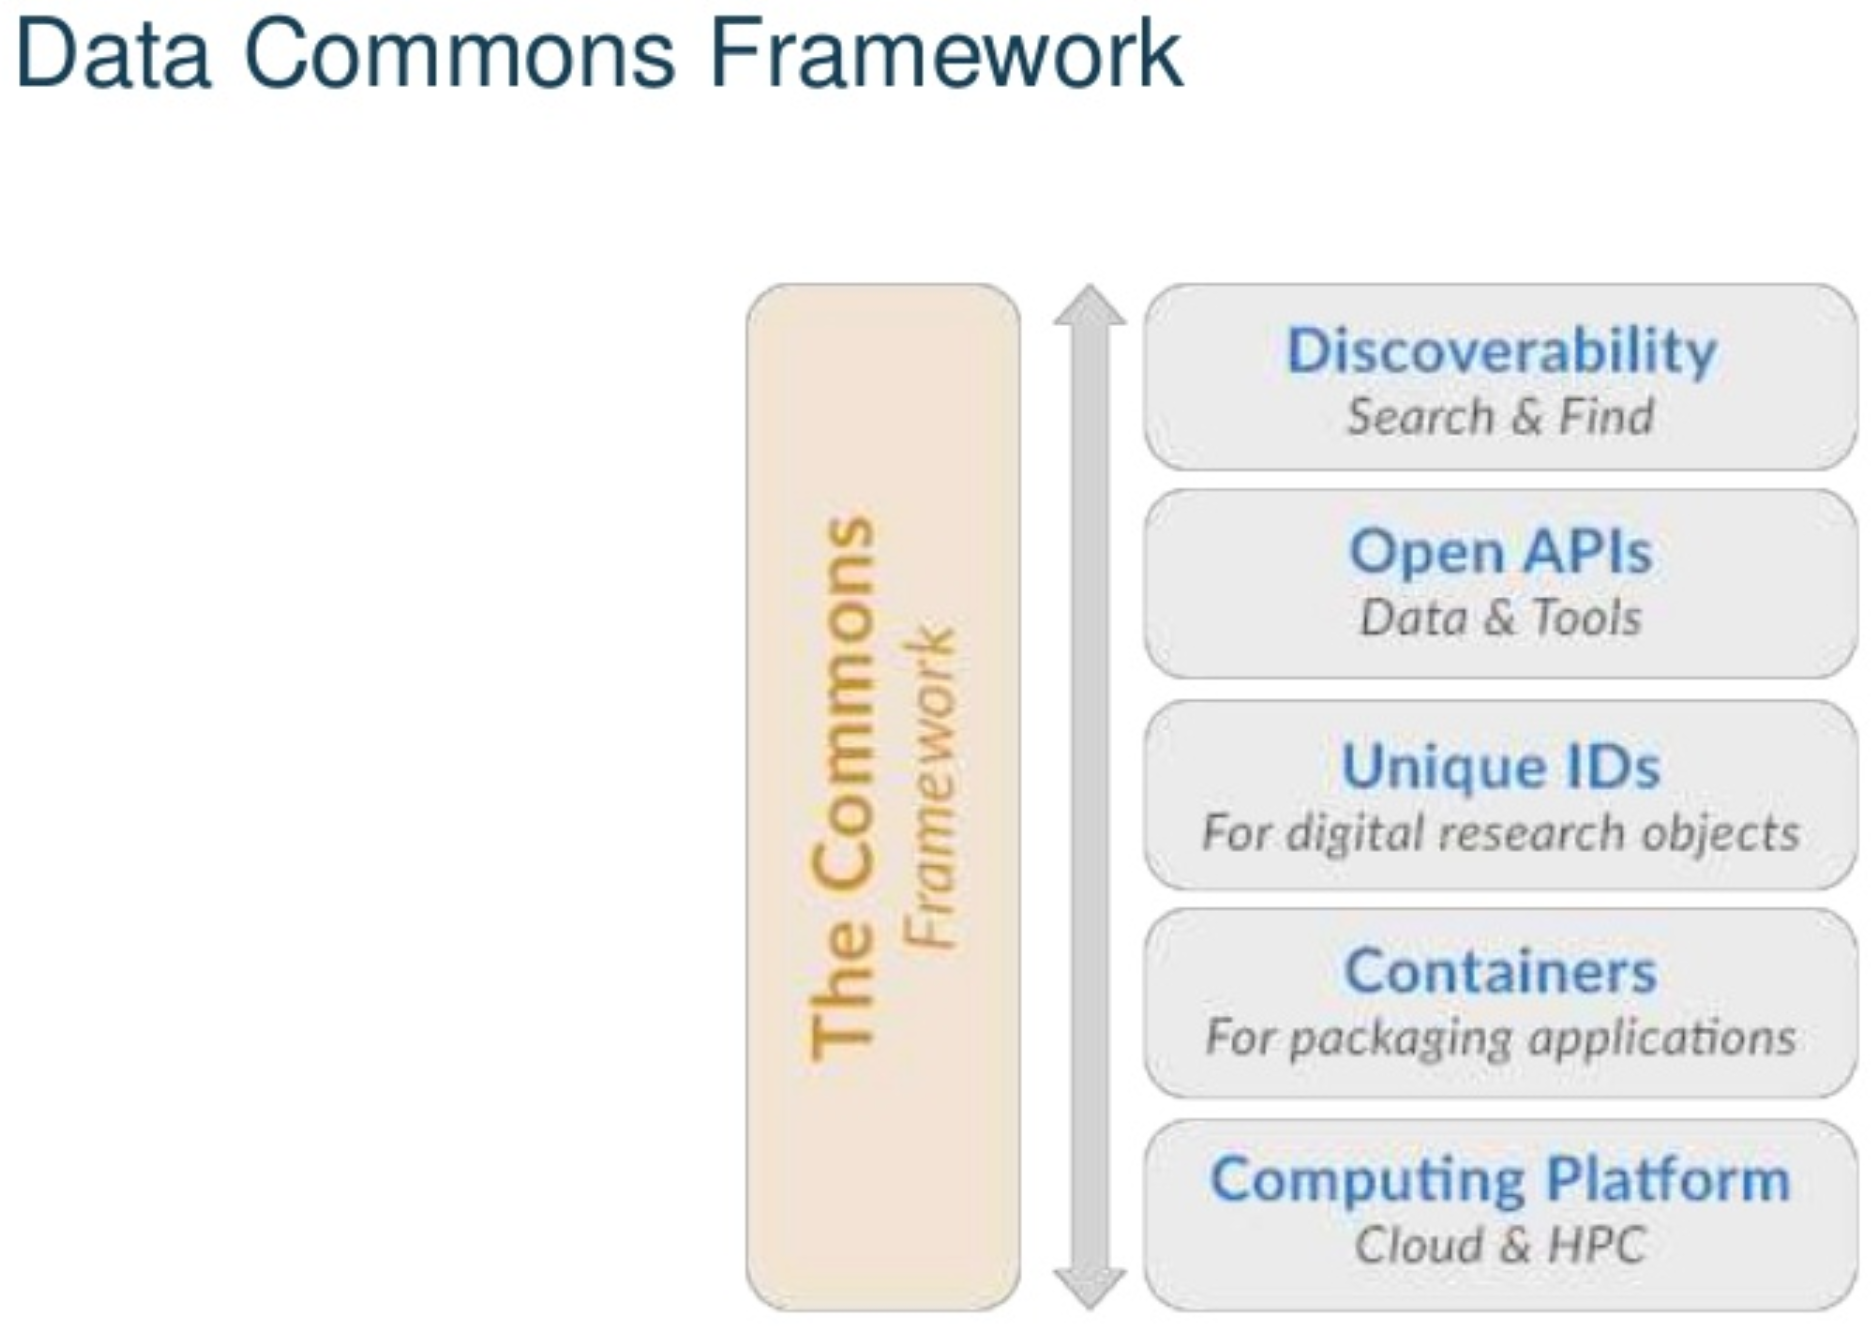 Data Commons Framework
The Commons
Framework
Discoverability
Search & Find
Open APIs
Data & Tools
Unique IDs
For digital research objects
Containers
For packaging applications
Computing Platform
Cloud & HPC